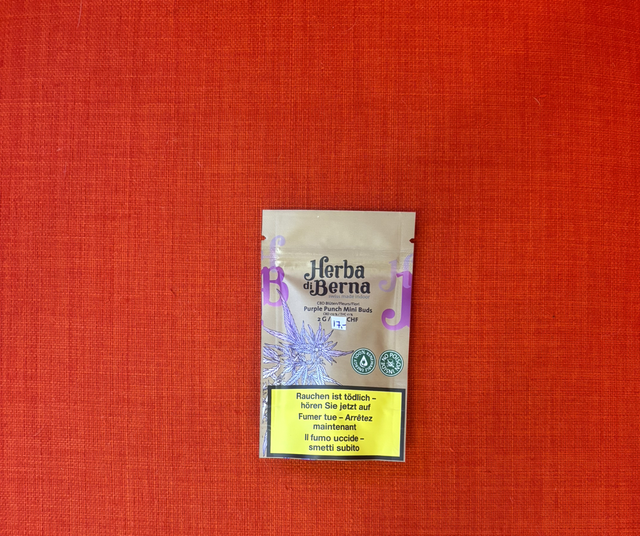 Herba
di Berna
CBD Blüten/Fleurs/Fiori
Purple Punch Mini Buds
2 G / CHF
17.-
Rauchen ist tödlich –
hören Sie jetzt auf
Fumer tue – Arrêtez
maintenant
Il fumo uccide –
smetti subito